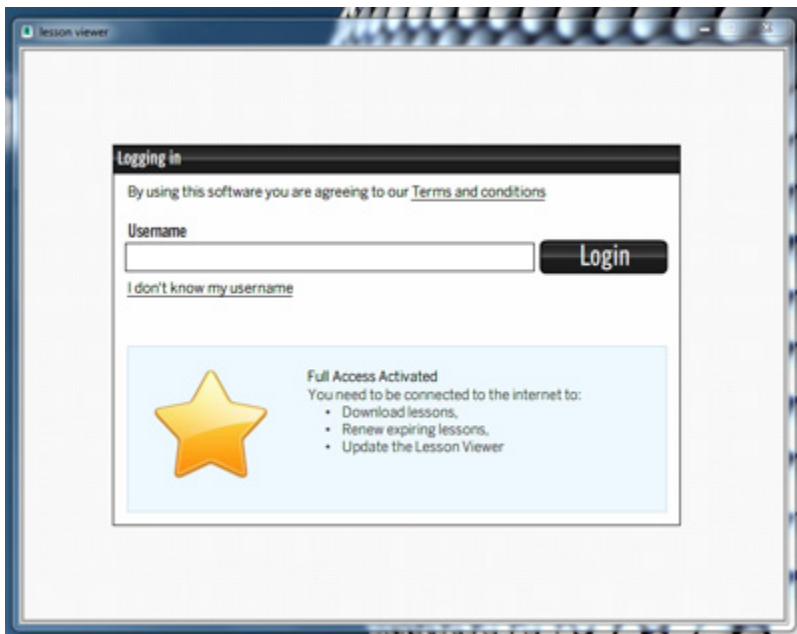 lesson viewer
Logging in
By using this software you are agreeing to our Terms and conditions
Username
Login
I don't know my username
Full Access Activated
You need to be connected to the internet to:
• Download lessons,
• Renew expiring lessons,
• Update the Lesson Viewer